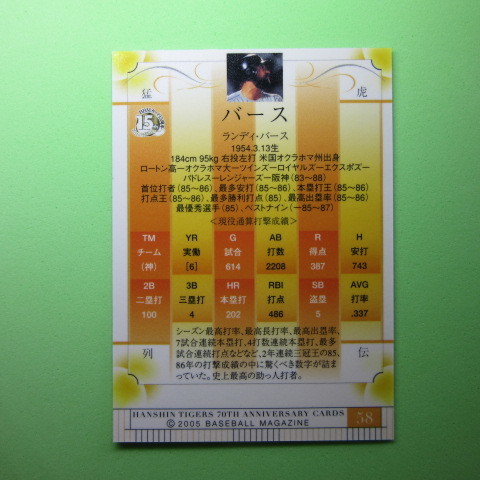 猛 虎
15
バース
ランディ・バース
1954.3.13生
184cm 95kg 右投左打 米国オクラホマ州出身
ロートン高ーオクラホマ大ーツインズーロイヤルズーエクスポズー
パドレスーレンジャーズー阪神(83〜88)
首位打者(85〜86)、最多安打(85〜86)、本塁打王(85〜86)
打点王(85〜86)、最多勝利打点(85)、最高出塁率(85〜86)
最優秀選手(85)、ベストナイン(ー85〜87)
<現役通算打撃成績>
TM YR G AB R H
チーム 実働 試合 打数 得点 安打
(神) [6] 614 2208 387 743
2B 3B HR RBI SB AVG
二塁打 三塁打 本塁打 打点 盗塁 打率
100 4 202 486 5 .337
シーズン最高打率、最高長打率、最高出塁率、
7試合連続本塁打、4打数連続本塁打、最多
試合連続打点などなど、2年連続三冠王の85、
86年の打撃成績の中に驚くべき数字が詰ま
っていた。史上最高の助っ人打者。
列 伝
HANSHIN TIGERS 70TH ANNIVERSARY CARDS
© 2005 BASEBALL MAGAZINE
58